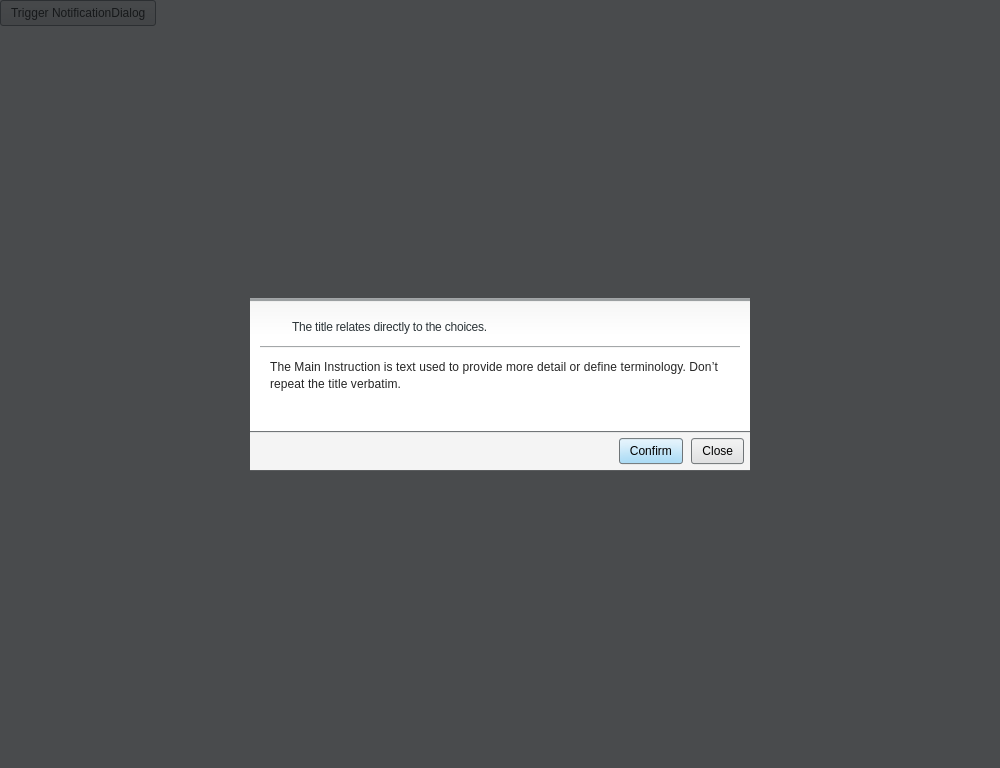 Trigger NotificationDialog
The title relates directly to the choices.
The Main Instruction is text used to provide more detail or define terminology. Don’t
repeat the title verbatim.
Confirm
Close